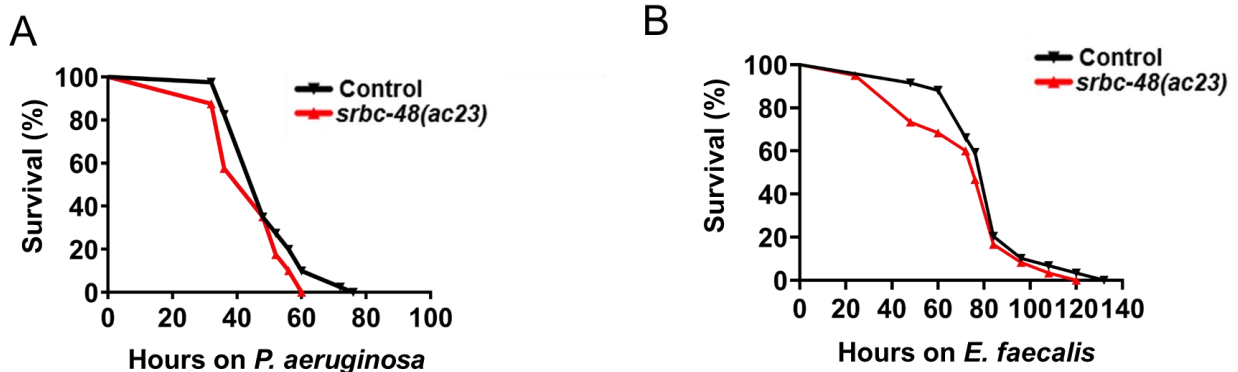 A
Control
srbc-48(ac23)
Survival (%)
100
80
60
40
20
0
0 20 40 60 80 100
Hours on P. aeruginosa
B
Control
srbc-48(ac23)
Survival (%)
100
80
60
40
20
0
0 20 40 60 80 100 120 140
Hours on E. faecalis